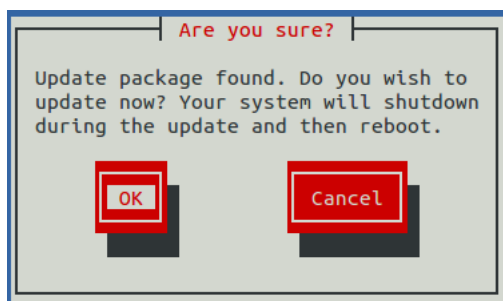 Are you sure?
Update package found. Do you wish to
update now? Your system will shutdown
during the update and then reboot.
OK
Cancel